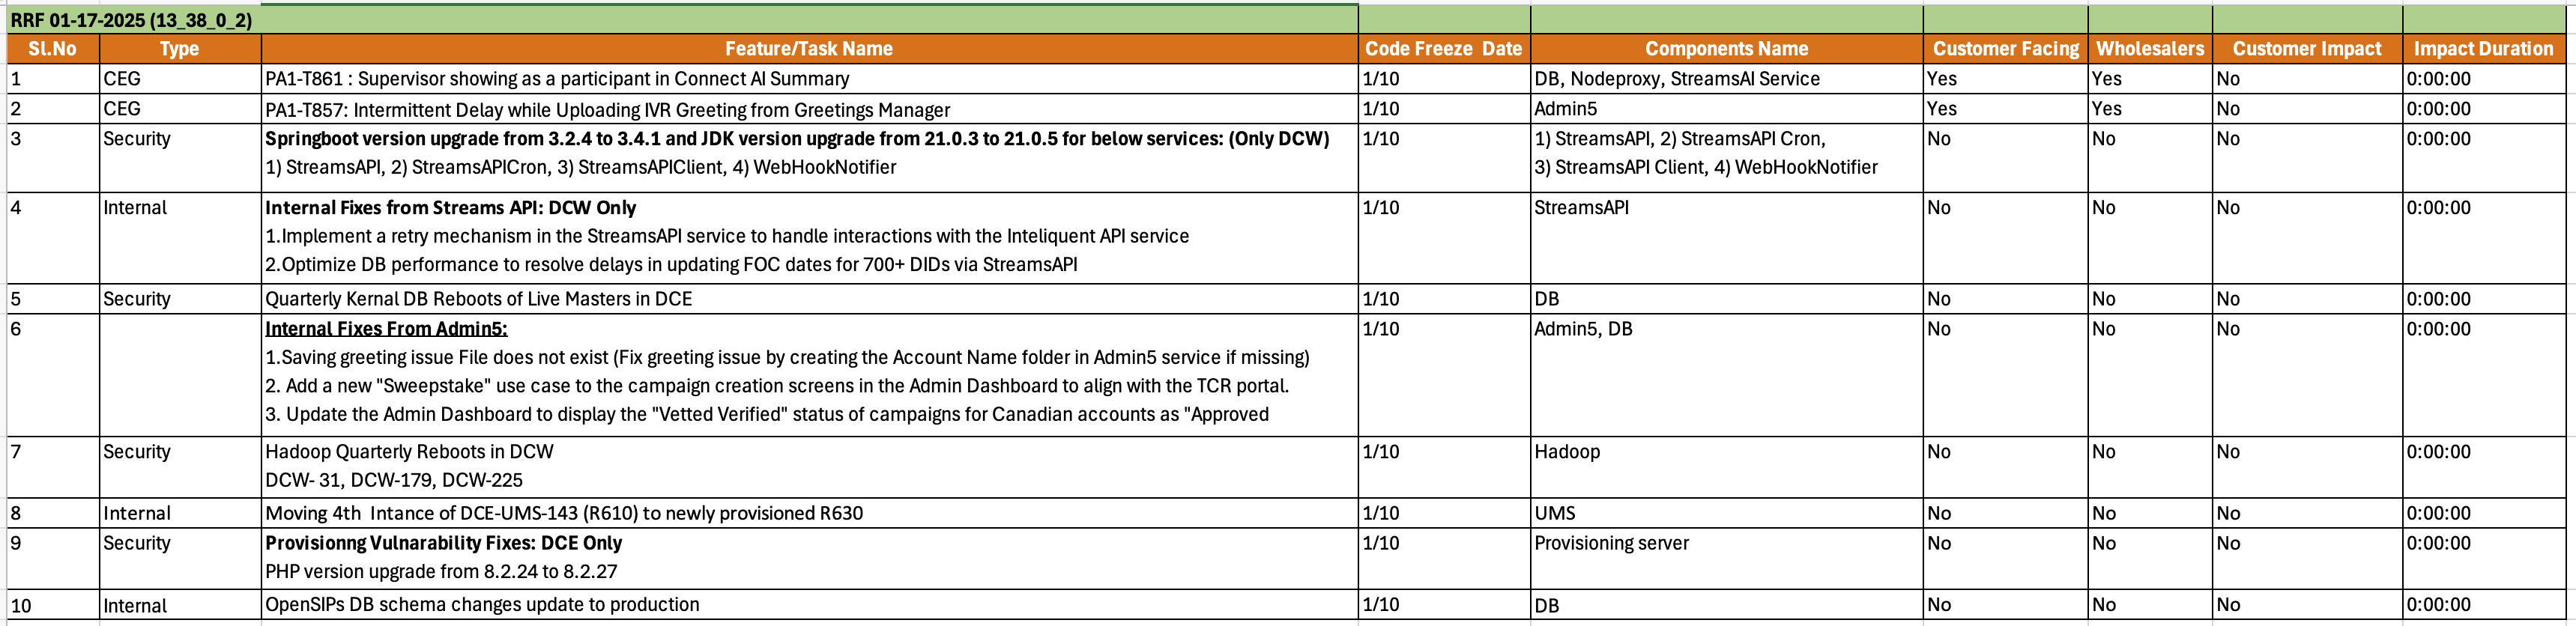 RRF 01-17-2025 (13_38_0_2)
Sl.No Type Feature/Task Name Code Freeze  Date Components Name Customer Facing Wholesalers Customer Impact Impact Duration
1 CEG PA1-T861 : Supervisor showing as a participant in Connect AI Summary 1/10 DB, Nodeproxy, StreamsAI Service Yes Yes No 0:00:00
2 CEG PA1-T857: Intermittent Delay while Uploading IVR Greeting from Greetings Manager 1/10 Admin5 Yes Yes No 0:00:00
3 Security Springboot version upgrade from 3.2.4 to 3.4.1 and JDK version upgrade from 21.0.3 to 21.0.5 for below services: (Only DCW) 1/10 1) StreamsAPI, 2) StreamsAPI Cron, No No No 0:00:00
1) StreamsAPI, 2) StreamsAPICron, 3) StreamsAPIClient, 4) WebHookNotifier 3) StreamsAPI Client, 4) WebHookNotifier
4 Internal Internal Fixes from Streams API: DCW Only 1/10 StreamsAPI No No No 0:00:00
1.Implement a retry mechanism in the StreamsAPI service to handle interactions with the Inteliquent API service
2.Optimize DB performance to resolve delays in updating FOC dates for 700+ DIDs via StreamsAPI
5 Security Quarterly Kernal DB Reboots of Live Masters in DCE 1/10 DB No No No 0:00:00
6 Internal Fixes From Admin5: 1/10 Admin5, DB No No No 0:00:00
1.Saving greeting issue File does not exist (Fix greeting issue by creating the Account Name folder in Admin5 service if missing)
2. Add a new "Sweepstake" use case to the campaign creation screens in the Admin Dashboard to align with the TCR portal.
3. Update the Admin Dashboard to display the "Vetted Verified" status of campaigns for Canadian accounts as "Approved
7 Security Hadoop Quarterly Reboots in DCW 1/10 Hadoop No No No 0:00:00
DCW- 31, DCW-179, DCW-225
8 Internal Moving 4th  Intance of DCE-UMS-143 (R610) to newly provisioned R630 1/10 UMS No No No 0:00:00
9 Security Provisionng Vulnarability Fixes: DCE Only 1/10 Provisioning server No No No 0:00:00
PHP version upgrade from 8.2.24 to 8.2.27
10 Internal OpenSIPs DB schema changes update to production 1/10 DB No No No 0:00:00